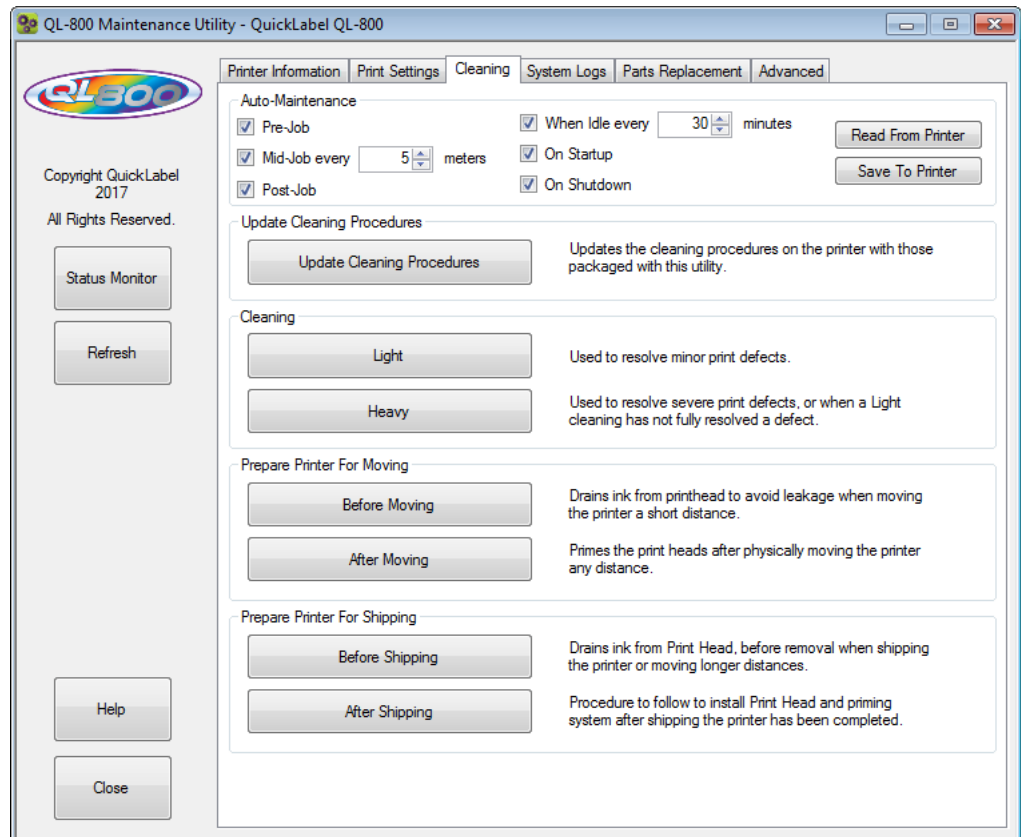 QL-800 Maintenance Utility - QuickLabel QL-800
QL800
Copyright QuickLabel
2017
All Rights Reserved.
Status Monitor
Refresh
Help
Close
Printer Information Print Settings Cleaning System Logs Parts Replacement Advanced
Auto-Maintenance
Pre-Job
Mid-Job every 5 meters
Post-Job
When Idle every 30 minutes
On Startup
On Shutdown
Read From Printer
Save To Printer
Update Cleaning Procedures
Update Cleaning Procedures
Updates the cleaning procedures on the printer with those
packaged with this utility.
Cleaning
Light
Used to resolve minor print defects.
Heavy
Used to resolve severe print defects, or when a Light
cleaning has not fully resolved a defect.
Prepare Printer For Moving
Before Moving
Drains ink from printhead to avoid leakage when moving
the printer a short distance.
After Moving
Primes the print heads after physically moving the printer
any distance.
Prepare Printer For Shipping
Before Shipping
Drains ink from Print Head, before removal when shipping
the printer or moving longer distances.
After Shipping
Procedure to follow to install Print Head and priming
system after shipping the printer has been completed.